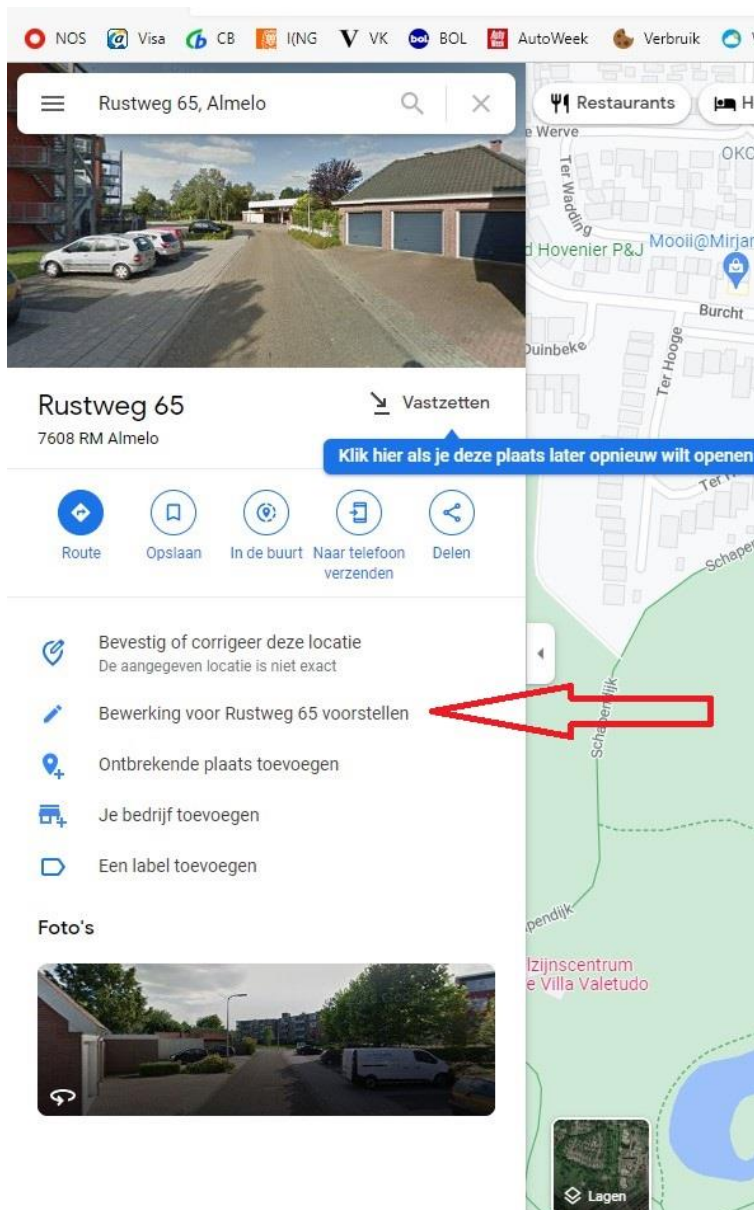 NOS
Visa
CB
I(NG
VK
BOL
AutoWeek
Verbruik
Rustweg 65, Almelo
Restaurants
Rustweg 65
Vastzetten
7608 RM Almelo
Klik hier als je deze plaats later opnieuw wilt openen
Route
Opslaan
In de buurt
Naar telefoon
verzenden
Delen
Bevestig of corrigeer deze locatie
De aangegeven locatie is niet exact
Bewerking voor Rustweg 65 voorstellen
Ontbrekende plaats toevoegen
Je bedrijf toevoegen
Een label toevoegen
Foto's
e Werve
Ter Wadding
OKC
d Hovenier P&J
Mooii@Mirjar
Burcht
Duinbeke
Ter Hooge
Schapen
Schapendijk
pendijk
lzijnscentrum
e Villa Valetudo
Lagen